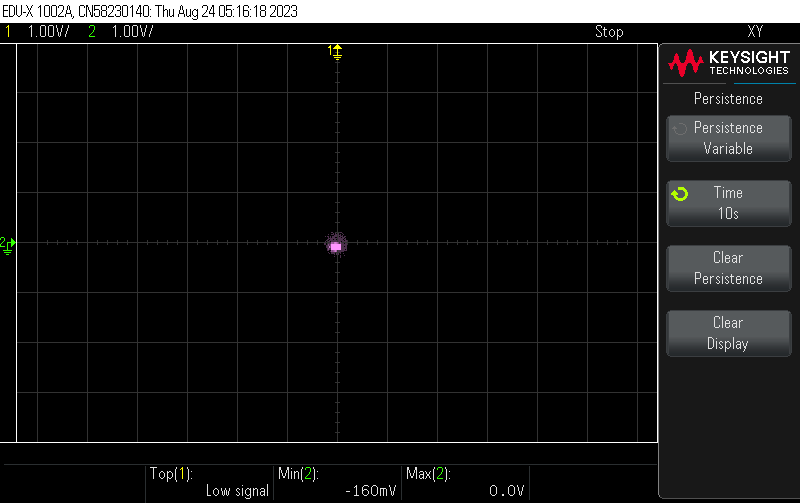 EDU-X 1002A, CN58230140: Thu Aug 24 05:16:18 2023
1 1.00V/ 2 1.00V/ Stop XY
1
KEYSIGHT
TECHNOLOGIES
Persistence
Persistence
Variable
Time
10s
2
Clear
Persistence
Clear
Display
Top(1): Min(2): Max(2):
Low signal -160mV 0.0V